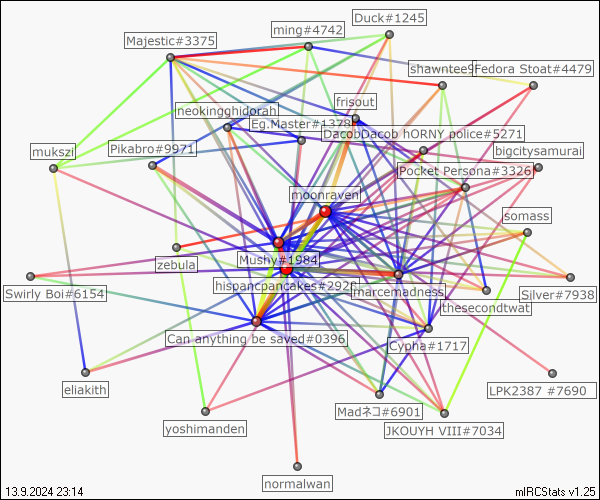 Duck#1245
ming#4742
Majestic#3375
shawntees
Fedora Stoat#4479
frisout
neokingghidorah
Eg.Master#1378
DacobDacob hORNY police#5271
mukszi
Pikabro#9971
bigcitysamurai
Pocket Persona#3326
moonraven
somass
Mushy#1984
zebula
hispancpancakes#2920
marcemadness
Swirly Boi#6154
Silver#7938
thesecondtwat
Can anything be saved#0396
Cypha#1717
eliakith
LPK2387 #7690
Madネコ#6901
yoshimanden
JKOUYH VIII#7034
normalwan
13.9.2024 23:14
mIRCStats v1.25